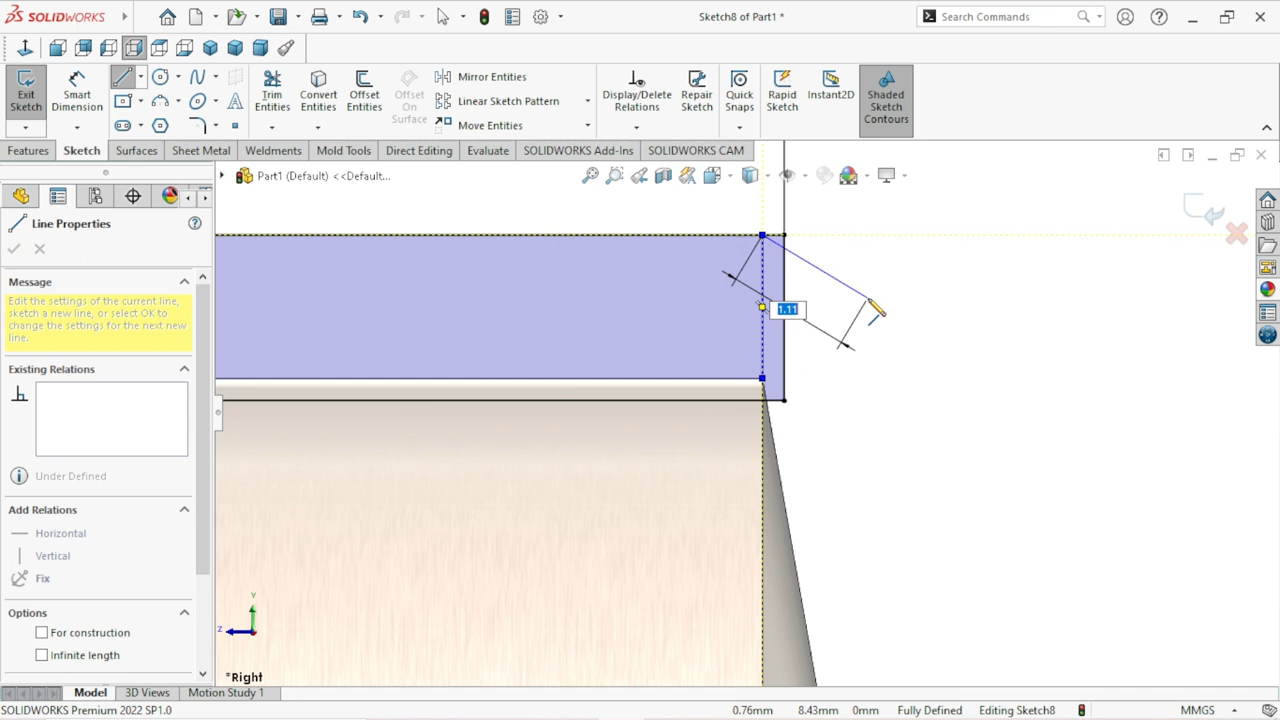 SOLIDWORKS
Sketch8 of Part1 *
Search Commands
Exit Sketch
Smart Dimension
Trim Entities
Convert Entities
Offset Entities
Offset On Surface
Mirror Entities
Linear Sketch Pattern
Move Entities
Display/Delete Relations
Repair Sketch
Quick Snaps
Rapid Sketch
Instant2D
Shaded Sketch Contours
Features
Sketch
Surfaces
Sheet Metal
Weldments
Mold Tools
Direct Editing
Evaluate
SOLIDWORKS Add-Ins
SOLIDWORKS CAM
Part1 (Default) <<Default...
Line Properties
Message
Edit the settings of the current line,
sketch a new line, or select OK to
change the settings for the next new
line.
Existing Relations
Under Defined
Add Relations
Horizontal
Vertical
Fix
Options
For construction
Infinite length
1.11
Y
Z
*Right
Model
3D Views
Motion Study 1
SOLIDWORKS Premium 2022 SP1.0
0.76mm
8.43mm
0mm
Fully Defined
Editing Sketch8
MMGS